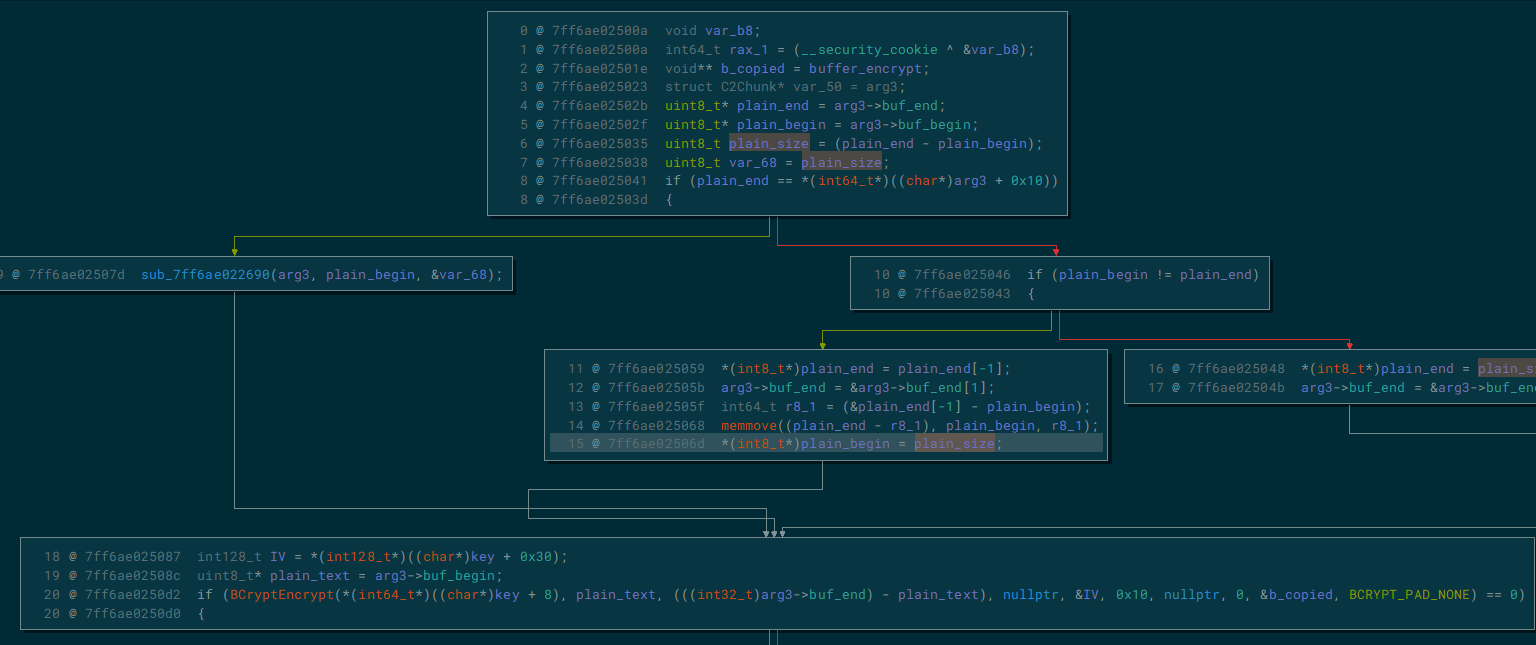 0 @ 7ff6ae02500a void var_b8;
1 @ 7ff6ae02500a int64_t rax_1 = (__security_cookie ^ &var_b8);
2 @ 7ff6ae02501e void** b_copied = buffer_encrypt;
3 @ 7ff6ae025023 struct C2Chunk* var_50 = arg3;
4 @ 7ff6ae02502b uint8_t* plain_end = arg3->buf_end;
5 @ 7ff6ae02502f uint8_t* plain_begin = arg3->buf_begin;
6 @ 7ff6ae025035 uint8_t plain_size = (plain_end - plain_begin);
7 @ 7ff6ae025038 uint8_t var_68 = plain_size;
8 @ 7ff6ae025041 if (plain_end == *(int64_t*)((char*)arg3 + 0x10))
8 @ 7ff6ae02503d {
9 @ 7ff6ae02507d sub_7ff6ae022690(arg3, plain_begin, &var_68);
10 @ 7ff6ae025046 if (plain_begin != plain_end)
10 @ 7ff6ae025043 {
11 @ 7ff6ae025059 *(int8_t*)plain_end = plain_end[-1];
12 @ 7ff6ae02505b arg3->buf_end = &arg3->buf_end[1];
13 @ 7ff6ae02505f int64_t r8_1 = (&plain_end[-1] - plain_begin);
14 @ 7ff6ae025068 memmove((plain_end - r8_1), plain_begin, r8_1);
15 @ 7ff6ae02506d *(int8_t*)plain_begin = plain_size;
16 @ 7ff6ae025048 *(int8_t*)plain_end = plain_s
17 @ 7ff6ae02504b arg3->buf_end = &arg3->buf_en
18 @ 7ff6ae025087 int128_t IV = *(int128_t*)((char*)key + 0x30);
19 @ 7ff6ae02508c uint8_t* plain_text = arg3->buf_begin;
20 @ 7ff6ae0250d2 if (BCryptEncrypt(*(int64_t*)((char*)key + 8), plain_text, (((int32_t)arg3->buf_end) - plain_text), nullptr, &IV, 0x10, nullptr, 0, &b_copied, BCRYPT_PAD_NONE) == 0)
20 @ 7ff6ae0250d0 {